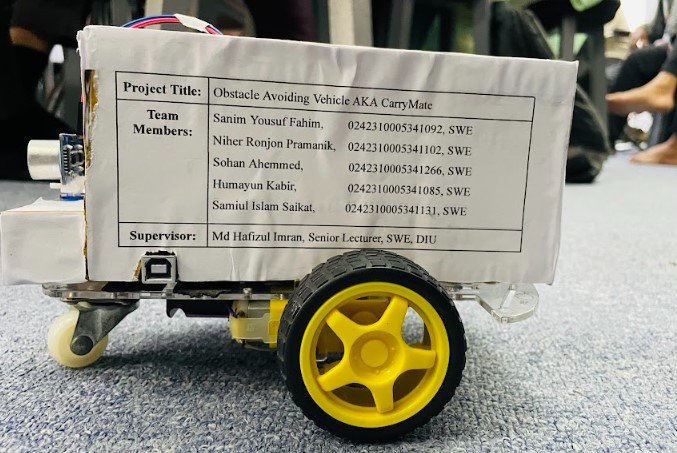 Project Title: Obstacle Avoiding Vehicle AKA CarryMate
Team Members:
Sanim Yousuf Fahim, 0242310005341092, SWE
Niher Ronjon Pramanik, 0242310005341102, SWE
Sohan Ahemmed, 0242310005341266, SWE
Humayun Kabir, 0242310005341085, SWE
Samiul Islam Saikat, 0242310005341131, SWE
Supervisor: Md Hafizul Imran, Senior Lecturer, SWE, DIU